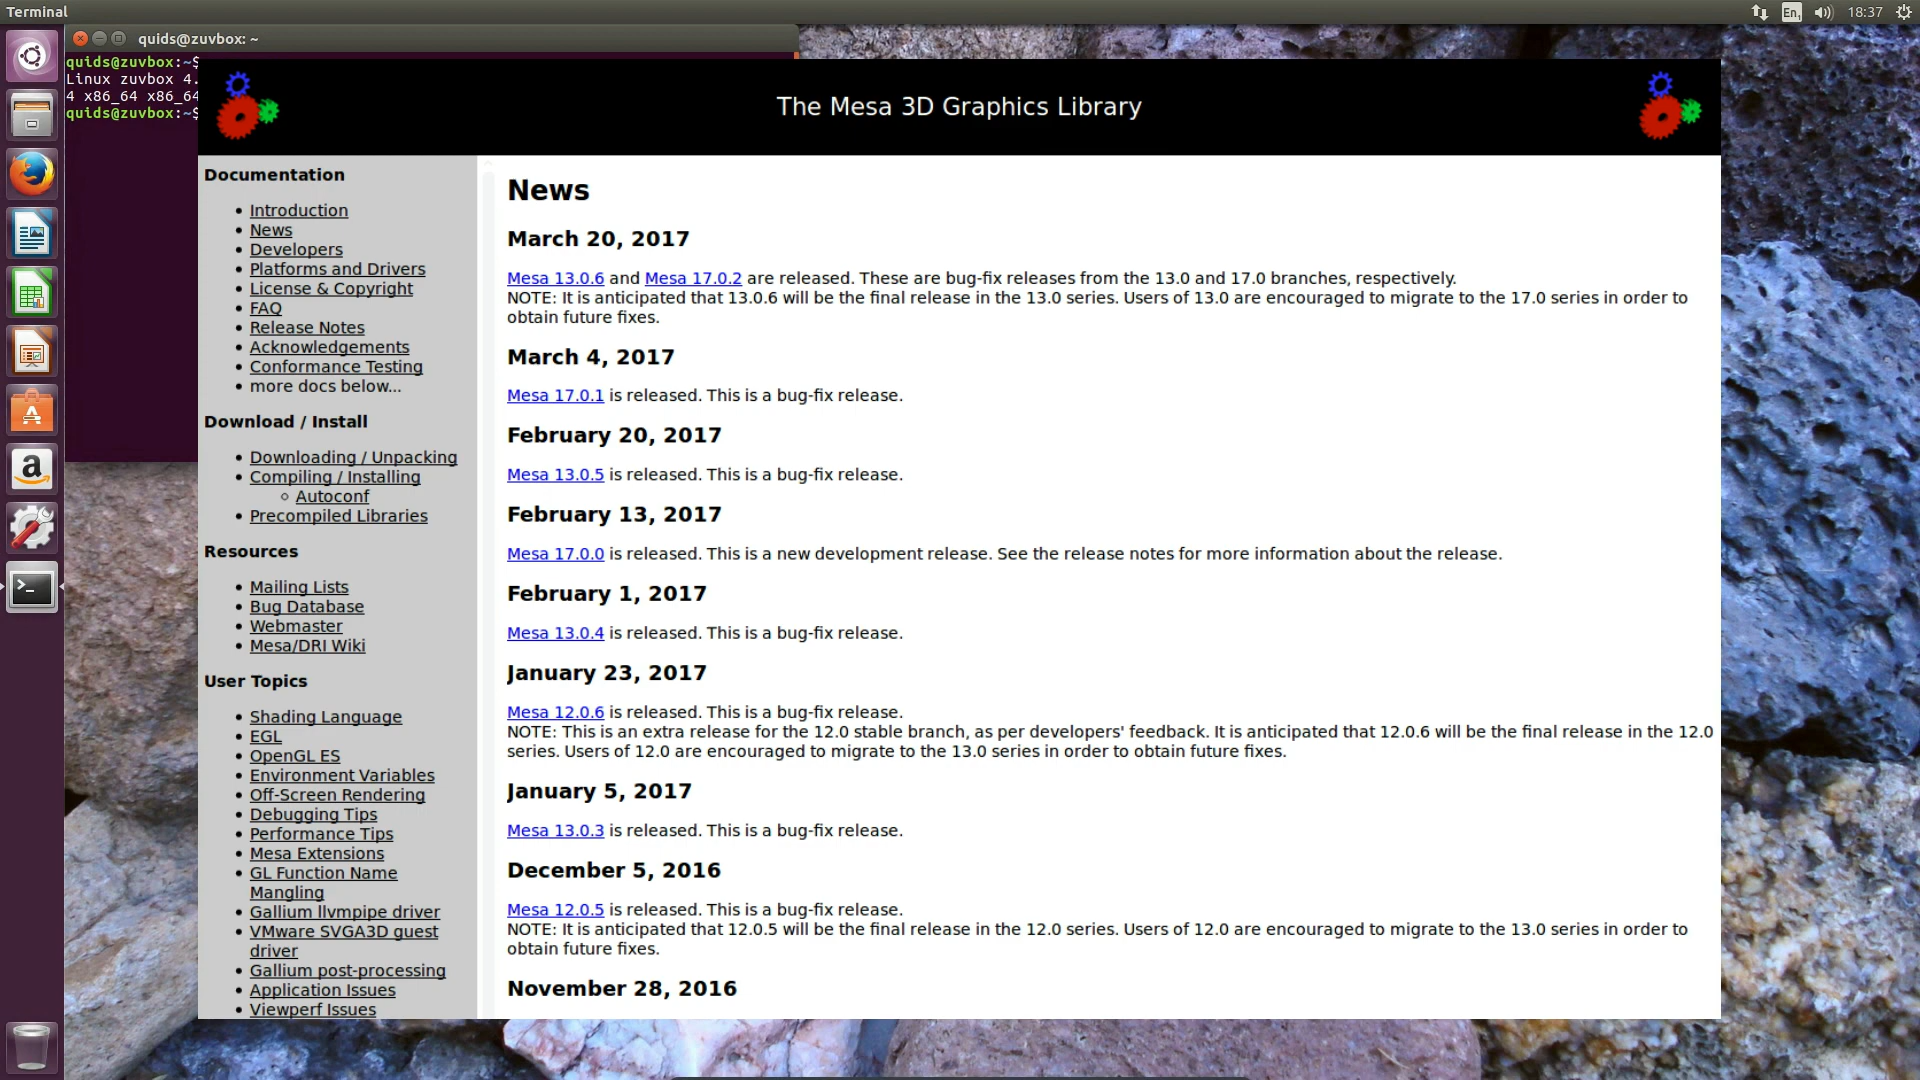 Terminal
En
18:37
quids@zuvbox: ~
quids@zuvbox:~$
Linux zuvbox 4.
4 x86_64 x86_64
quids@zuvbox:~$
The Mesa 3D Graphics Library
Documentation
Introduction
News
Developers
Platforms and Drivers
License & Copyright
FAQ
Release Notes
Acknowledgements
Conformance Testing
more docs below...
Download / Install
Downloading / Unpacking
Compiling / Installing
Autoconf
Precompiled Libraries
Resources
Mailing Lists
Bug Database
Webmaster
Mesa/DRI Wiki
User Topics
Shading Language
EGL
OpenGL ES
Environment Variables
Off-Screen Rendering
Debugging Tips
Performance Tips
Mesa Extensions
GL Function Name
Mangling
Gallium llvmpipe driver
VMware SVGA3D guest
driver
Gallium post-processing
Application Issues
Viewperf Issues
News
March 20, 2017
Mesa 13.0.6 and Mesa 17.0.2 are released. These are bug-fix releases from the 13.0 and 17.0 branches, respectively.
NOTE: It is anticipated that 13.0.6 will be the final release in the 13.0 series. Users of 13.0 are encouraged to migrate to the 17.0 series in order to
obtain future fixes.
March 4, 2017
Mesa 17.0.1 is released. This is a bug-fix release.
February 20, 2017
Mesa 13.0.5 is released. This is a bug-fix release.
February 13, 2017
Mesa 17.0.0 is released. This is a new development release. See the release notes for more information about the release.
February 1, 2017
Mesa 13.0.4 is released. This is a bug-fix release.
January 23, 2017
Mesa 12.0.6 is released. This is a bug-fix release.
NOTE: This is an extra release for the 12.0 stable branch, as per developers' feedback. It is anticipated that 12.0.6 will be the final release in the 12.0
series. Users of 12.0 are encouraged to migrate to the 13.0 series in order to obtain future fixes.
January 5, 2017
Mesa 13.0.3 is released. This is a bug-fix release.
December 5, 2016
Mesa 12.0.5 is released. This is a bug-fix release.
NOTE: It is anticipated that 12.0.5 will be the final release in the 12.0 series. Users of 12.0 are encouraged to migrate to the 13.0 series in order to
obtain future fixes.
November 28, 2016